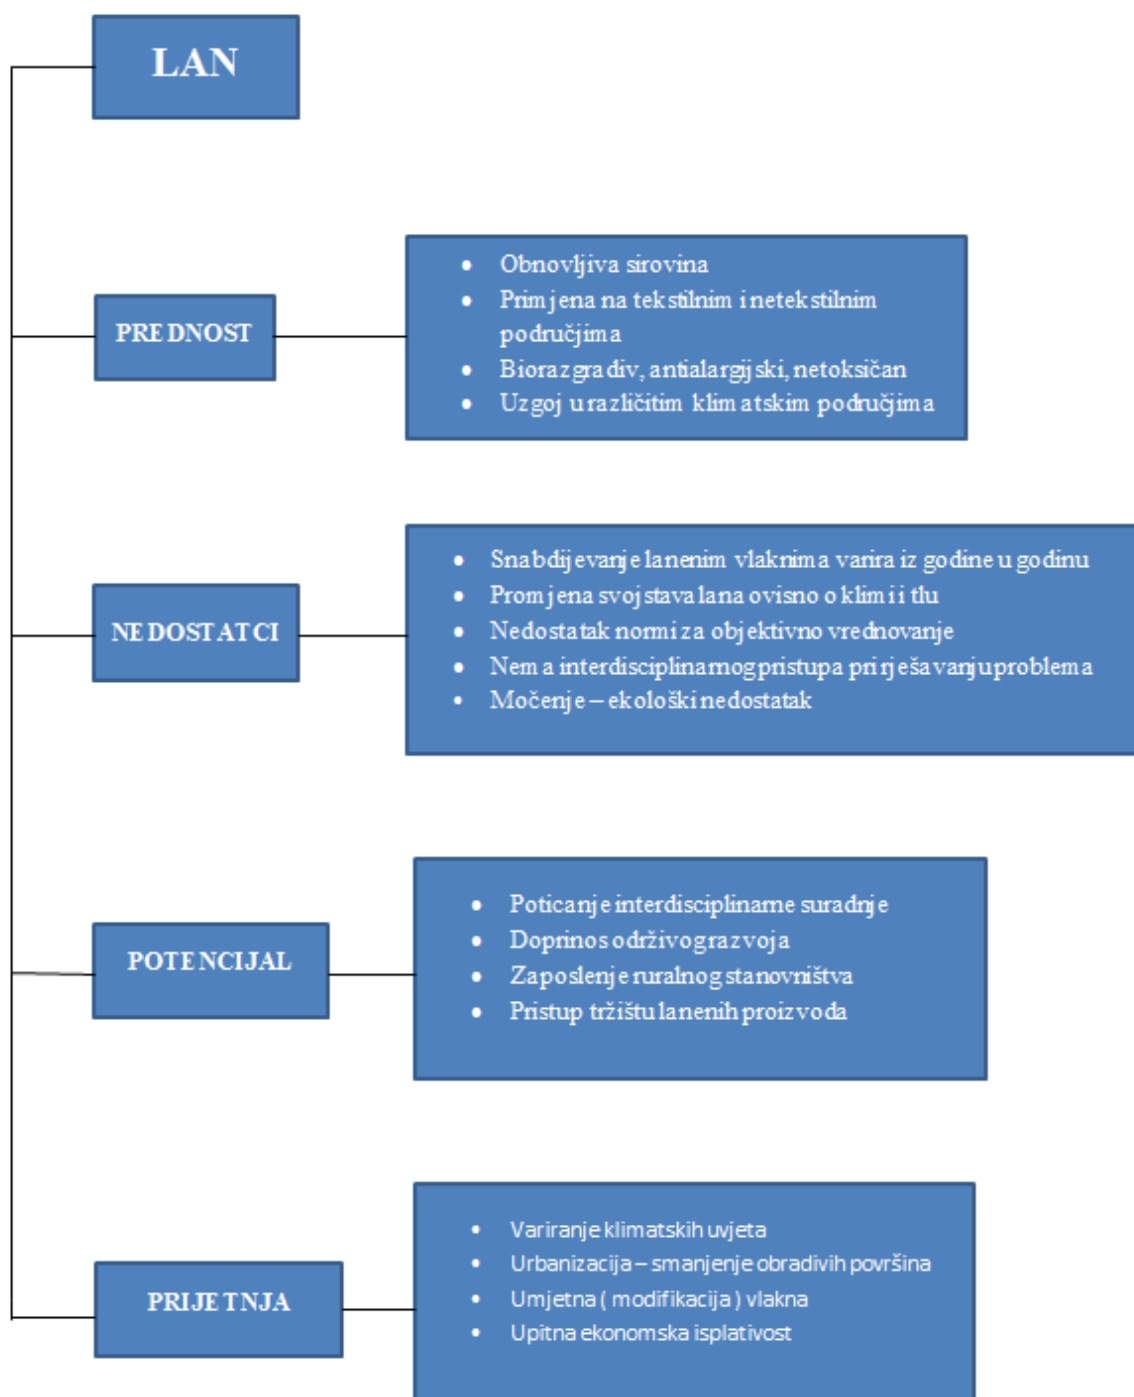 LAN
PREDNOST
• Obnovljiva sirovina
• Primjena na tekstilnim i netekstilnim
područjima
• Biorazgradiv, antialargijski, netoksičan
• Uzgoj u različitim klimatskim područjima
NEDOSTATCI
• Snabdijevanje lanenim vlaknima varira iz godine u godinu
• Promjena svojstava lana ovisno o klimi i tlu
• Nedostatak normi za objektivno vrednovanje
• Nema interdisciplinarnog pristupa pri rješavanju problema
• Močenje – ekološki nedostatak
POTENCIJAL
• Poticanje interdisciplinarne suradnje
• Doprinos održivog razvoja
• Zaposlenje ruralnog stanovništva
• Pristup tržištu lanenih proizvoda
PRIJETNJA
• Variranje klimatskih uvjeta
• Urbanizacija – smanjenje obradivih površina
• Umjetna ( modifikacija ) vlakna
• Upitna ekonomska isplativost